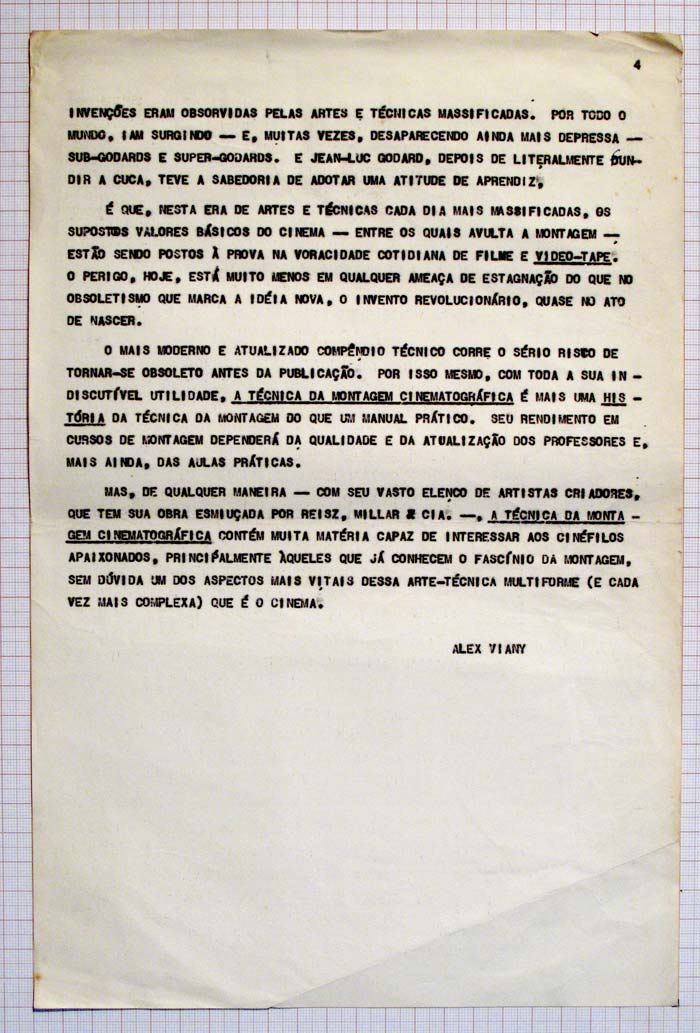 4
INVENÇÕES ERAM OBSORVIDAS PELAS ARTES E TÉCNICAS MASSIFICADAS. POR TODO O
MUNDO, IAM SURGINDO — E, MUITAS VEZES, DESAPARECENDO AINDA MAIS DEPRESSA —
SUB-GODARDS E SUPER-GODARDS. E JEAN-LUC GODARD, DEPOIS DE LITERALMENTE FUN-
DIR A CUCA, TEVE A SABEDORIA DE ADOTAR UMA ATITUDE DE APRENDIZ.
É QUE, NESTA ERA DE ARTES E TÉCNICAS CADA DIA MAIS MASSIFICADAS, OS
SUPOSTOS VALORES BÁSICOS DO CINEMA — ENTRE OS QUAIS AVULTA A MONTAGEM —
ESTÃO SENDO POSTOS À PROVA NA VORACIDADE COTIDIANA DE FILME E VIDEO-TAPE.
O PERIGO, HOJE, ESTÁ MUITO MENOS EM QUALQUER AMEAÇA DE ESTAGNAÇÃO DO QUE NO
OBSOLETISMO QUE MARCA A IDÉIA NOVA, O INVENTO REVOLUCIONÁRIO, QUASE NO ATO
DE NASCER.
O MAIS MODERNO E ATUALIZADO COMPÊNDIO TÉCNICO CORRE O SÉRIO RISCO DE
TORNAR-SE OBSOLETO ANTES DA PUBLICAÇÃO. POR ISSO MESMO, COM TODA A SUA IN-
DISCUTÍVEL UTILIDADE, A TÉCNICA DA MONTAGEM CINEMATOGRÁFICA É MAIS UMA HIS-
TÓRIA DA TÉCNICA DA MONTAGEM DO QUE UM MANUAL PRÁTICO. SEU RENDIMENTO EM
CURSOS DE MONTAGEM DEPENDERÁ DA QUALIDADE E DA ATUALIZAÇÃO DOS PROFESSORES E,
MAIS AINDA, DAS AULAS PRÁTICAS.
MAS, DE QUALQUER MANEIRA — COM SEU VASTO ELENCO DE ARTISTAS CRIADORES,
QUE TEM SUA OBRA ESMIUÇADA POR REISZ, MILLAR & CIA. —, A TÉCNICA DA MONTA-
GEM CINEMATOGRÁFICA CONTÉM MUITA MATÉRIA CAPAZ DE INTERESSAR AOS CINÉFILOS
APAIXONADOS, PRINCIPALMENTE ÀQUELES QUE JÁ CONHECEM O FASCÍNIO DA MONTAGEM,
SEM DÚVIDA UM DOS ASPECTOS MAIS VITAIS DESSA ARTE-TÉCNICA MULTIFORME (E CADA
VEZ MAIS COMPLEXA) QUE É O CINEMA.
ALEX VIANY